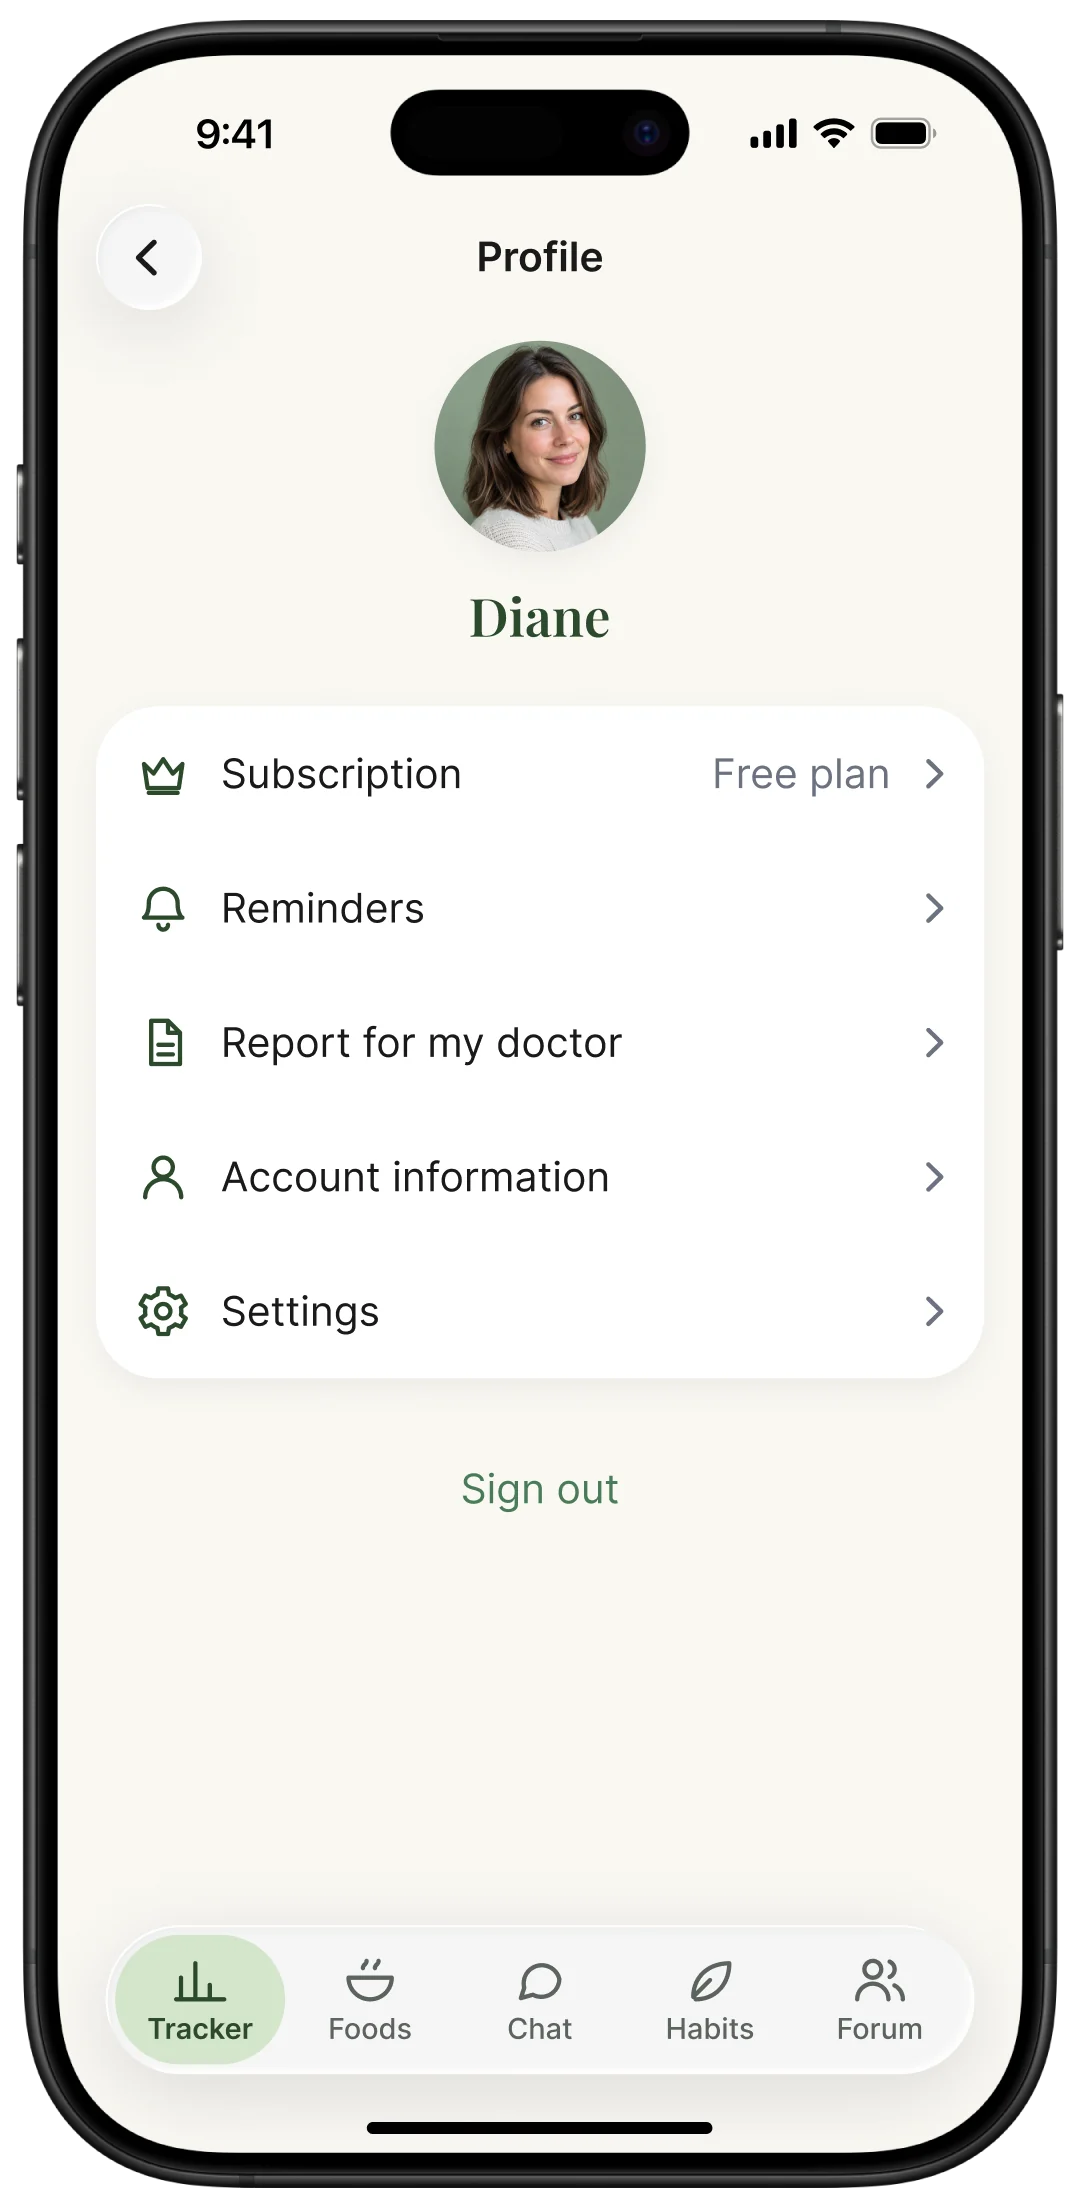 9:41
Profile
Diane
Subscription Free plan
Reminders
Report for my doctor
Account information
Settings
Sign out
Tracker Foods Chat Habits Forum